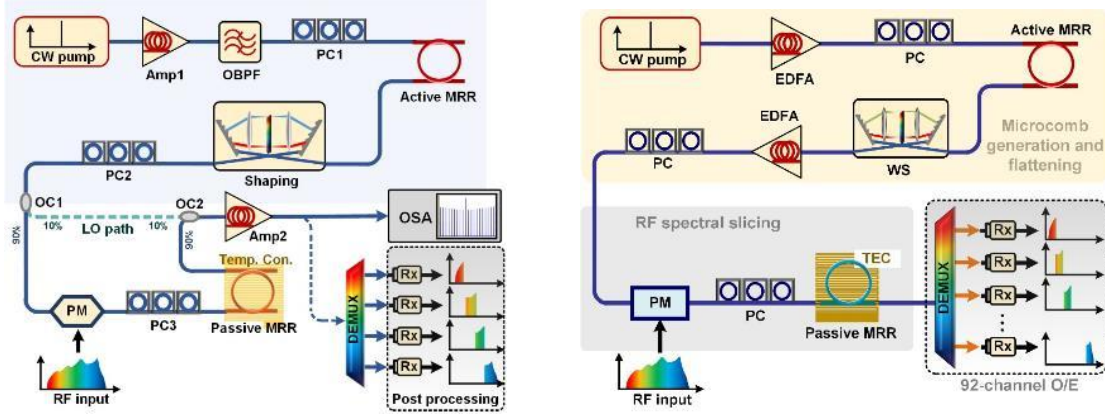 CW pump
Amp1
OBPF
PC1
Active MRR
PC2
Shaping
OC1
10%
LO path
10%
OC2
90%
90%
Amp2
OSA
Temp. Con.
PM
PC3
Passive MRR
RF input
DEMUX
Rx
Rx
Rx
Rx
Post processing
CW pump
EDFA
PC
Active MRR
PC
EDFA
WS
Microcomb
generation and
flattening
RF spectral slicing
PM
PC
TEC
Passive MRR
RF input
DEMUX
Rx
Rx
Rx
Rx
92-channel O/E